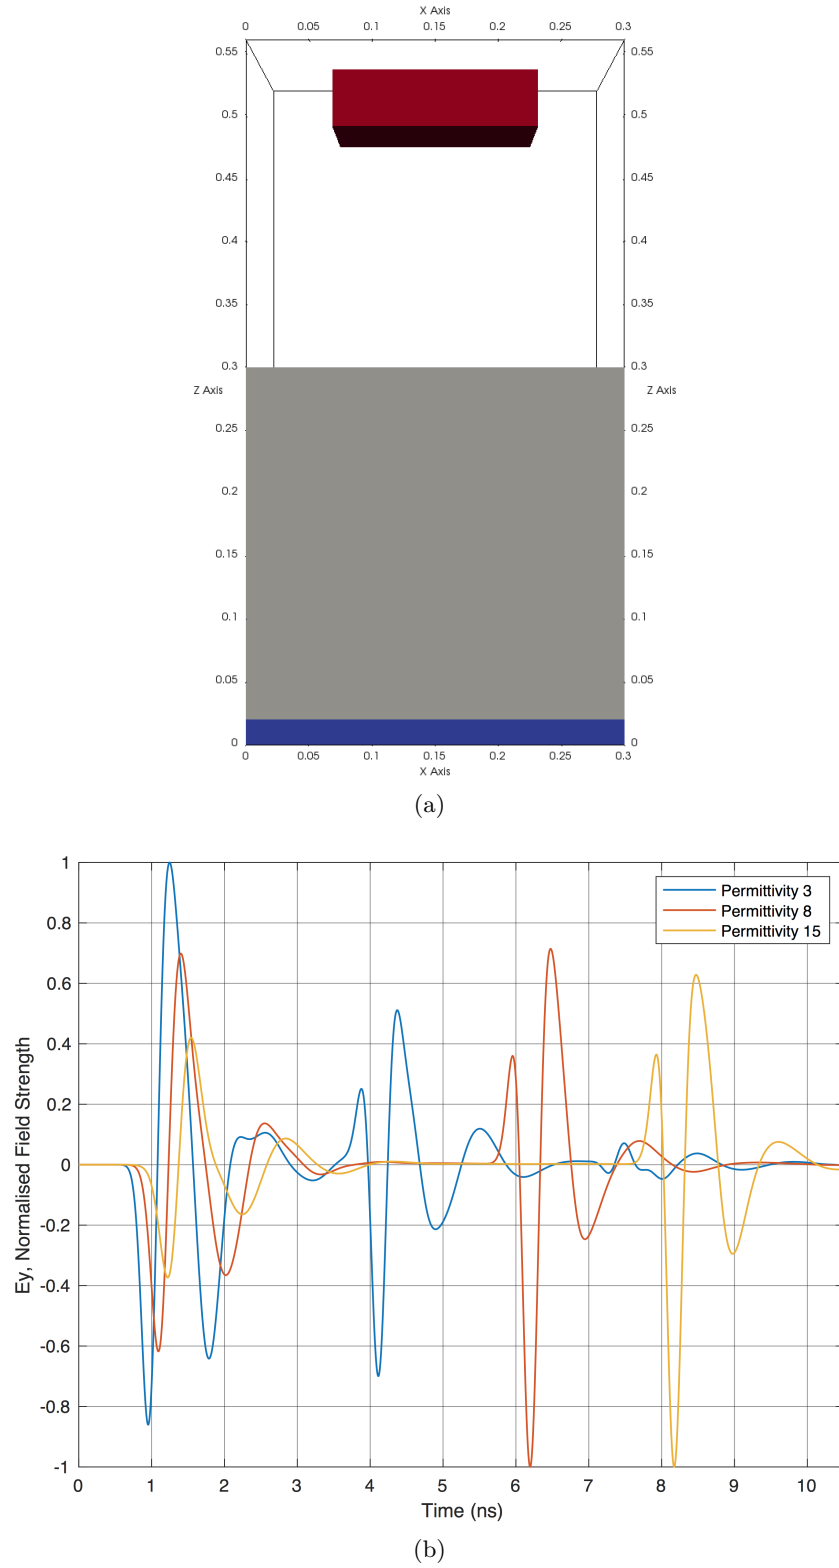 X Axis
0 0.05 0.1 0.15 0.2 0.25 0.3
0.55 0.55
0.5 0.5
0.45 0.45
0.4 0.4
0.35 0.35
0.3 0.3
Z Axis Z Axis
0.25 0.25
0.2 0.2
0.15 0.15
0.1 0.1
0.05 0.05
0 0
0 0.05 0.1 0.15 0.2 0.25 0.3
X Axis
(a)
1
Permittivity 3
0.8 Permittivity 8
Permittivity 15
0.6
0.4
0.2
0
-0.2
-0.4
-0.6
-0.8
-1
Ey, Normalised Field Strength
0 1 2 3 4 5 6 7 8 9 10
Time (ns)
(b)